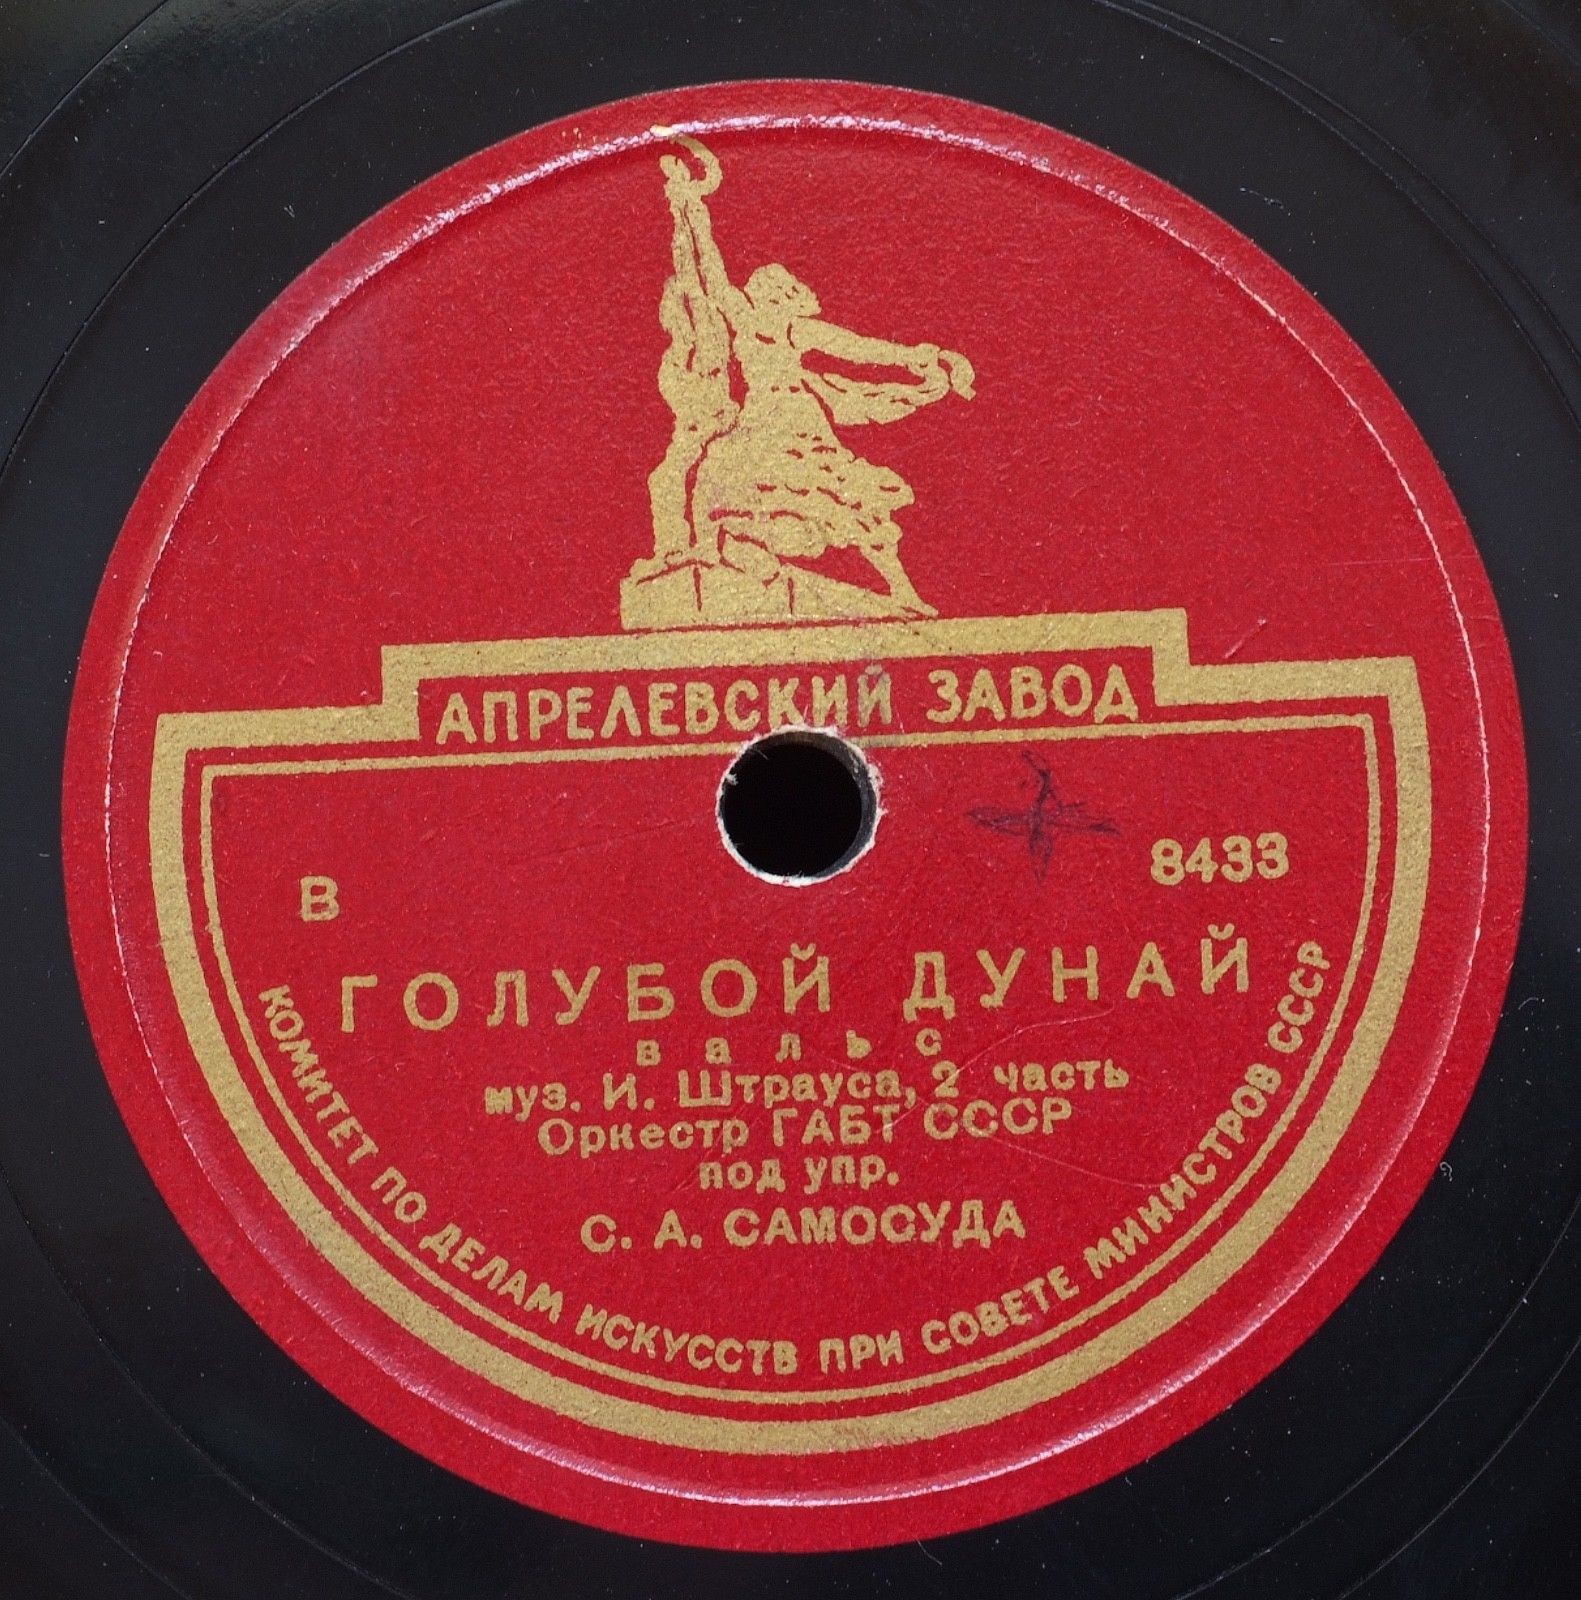 АПРЕЛЕВСКИЙ ЗАВОД
В 8433
ГОЛУБОЙ ДУНАЙ
вальс
муз. И. Штрауса, 2 часть
Оркестр ГАБТ СССР
под упр.
С. А. САМОСУДА
КОМИТЕТ ПО ДЕЛАМ ИСКУССТВ ПРИ СОВЕТЕ МИНИСТРОВ СССР